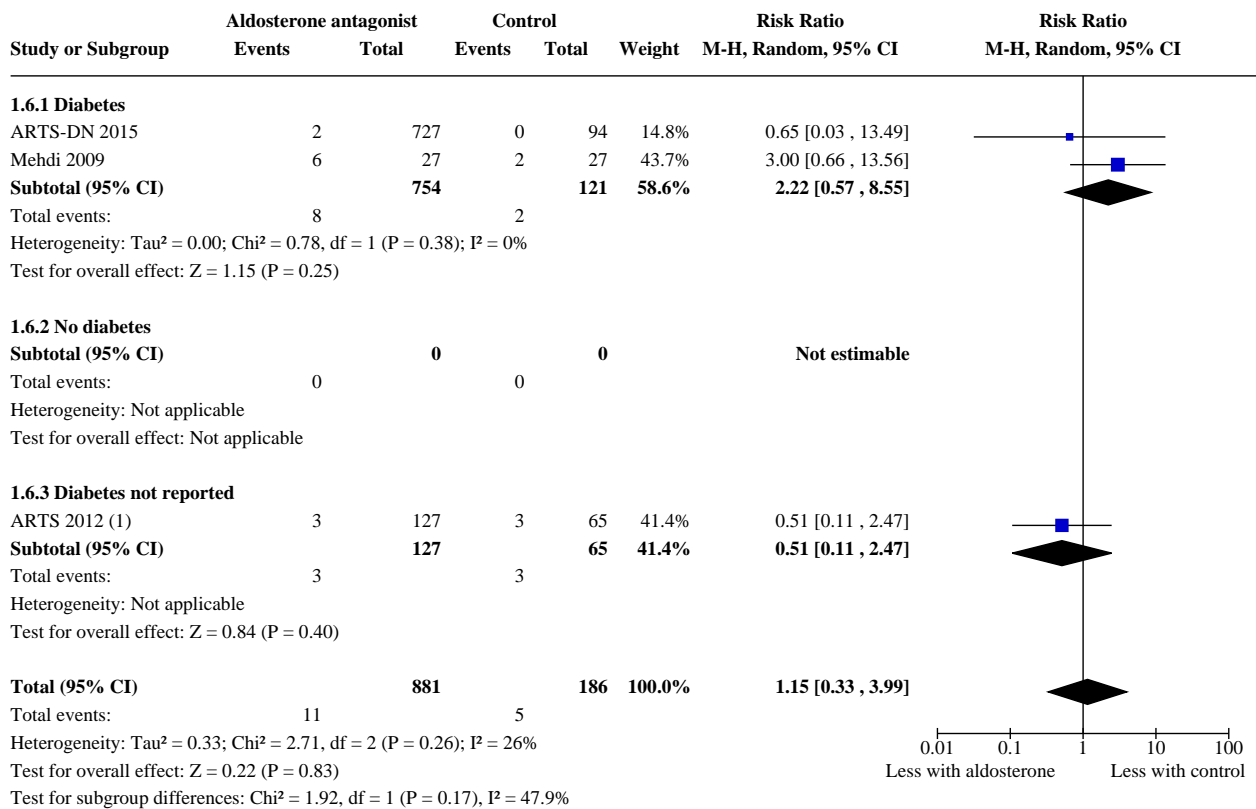 Aldosterone antagonist Control Risk Ratio Risk Ratio
Study or Subgroup Events Total Events Total Weight M-H, Random, 95% CI M-H, Random, 95% CI
1.6.1 Diabetes
ARTS-DN 2015 2 727 0 94 14.8% 0.65 [0.03 , 13.49]
Mehdi 2009 6 27 2 27 43.7% 3.00 [0.66 , 13.56]
Subtotal (95% CI) 754 121 58.6% 2.22 [0.57 , 8.55]
Total events: 8 2
Heterogeneity: Tau² = 0.00; Chi² = 0.78, df = 1 (P = 0.38); I² = 0%
Test for overall effect: Z = 1.15 (P = 0.25)
1.6.2 No diabetes
Subtotal (95% CI) 0 0 Not estimable
Total events: 0 0
Heterogeneity: Not applicable
Test for overall effect: Not applicable
1.6.3 Diabetes not reported
ARTS 2012 (1) 3 127 3 65 41.4% 0.51 [0.11 , 2.47]
Subtotal (95% CI) 127 65 41.4% 0.51 [0.11 , 2.47]
Total events: 3 3
Heterogeneity: Not applicable
Test for overall effect: Z = 0.84 (P = 0.40)
Total (95% CI) 881 186 100.0% 1.15 [0.33 , 3.99]
Total events: 11 5
Heterogeneity: Tau² = 0.33; Chi² = 2.71, df = 2 (P = 0.26); I² = 26%
Test for overall effect: Z = 0.22 (P = 0.83)
Test for subgroup differences: Chi² = 1.92, df = 1 (P = 0.17), I² = 47.9%
0.01 0.1 1 10 100
Less with aldosterone Less with control